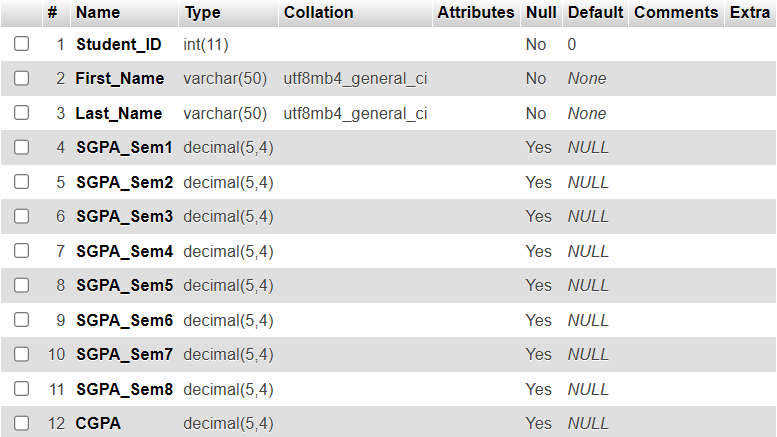 # Name Type Collation Attributes Null Default Comments Extra
1 Student_ID int(11) No 0
2 First_Name varchar(50) utf8mb4_general_ci No None
3 Last_Name varchar(50) utf8mb4_general_ci No None
4 SGPA_Sem1 decimal(5,4) Yes NULL
5 SGPA_Sem2 decimal(5,4) Yes NULL
6 SGPA_Sem3 decimal(5,4) Yes NULL
7 SGPA_Sem4 decimal(5,4) Yes NULL
8 SGPA_Sem5 decimal(5,4) Yes NULL
9 SGPA_Sem6 decimal(5,4) Yes NULL
10 SGPA_Sem7 decimal(5,4) Yes NULL
11 SGPA_Sem8 decimal(5,4) Yes NULL
12 CGPA decimal(5,4) Yes NULL